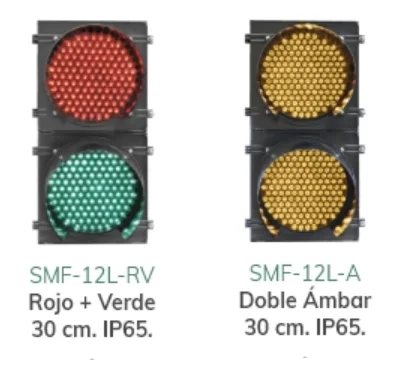 SMF-12L-RV
Rojo + Verde
30 cm. IP65.
SMF-12L-A
Doble Ámbar
30 cm. IP65.